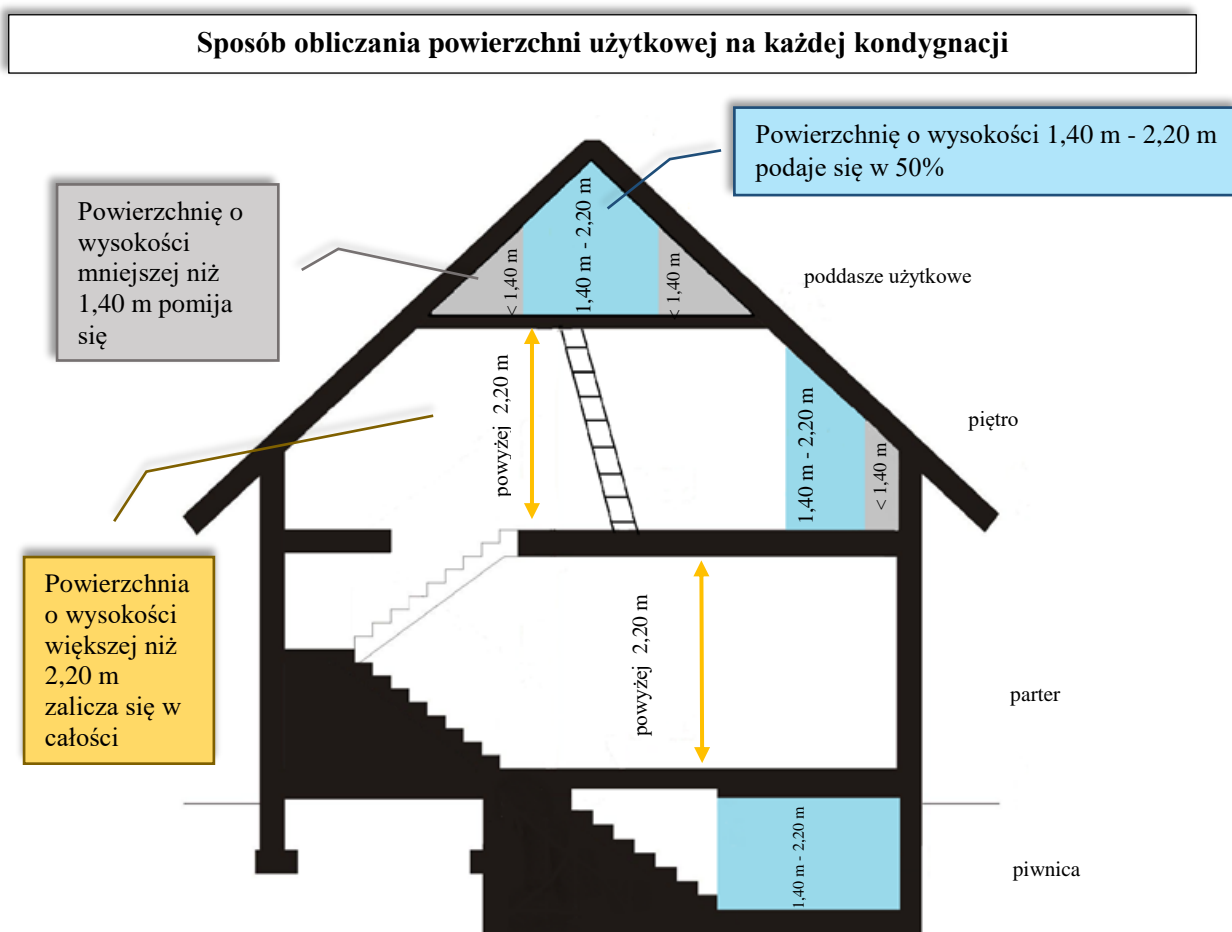 Sposób obliczania powierzchni użytkowej na każdej kondygnacji
Powierzchnię o wysokości 1,40 m - 2,20 m
podaje się w 50%
Powierzchnię o
wysokości
mniejszej niż
1,40 m pomija
się
< 1,40 m
1,40 m - 2,20 m
< 1,40 m
poddasze użytkowe
powyżej 2,20 m
1,40 m - 2,20 m
< 1,40 m
piętro
Powierzchnia
o wysokości
większej niż
2,20 m
zalicza się w
całości
powyżej 2,20 m
parter
1,40 m - 2,20 m
piwnica